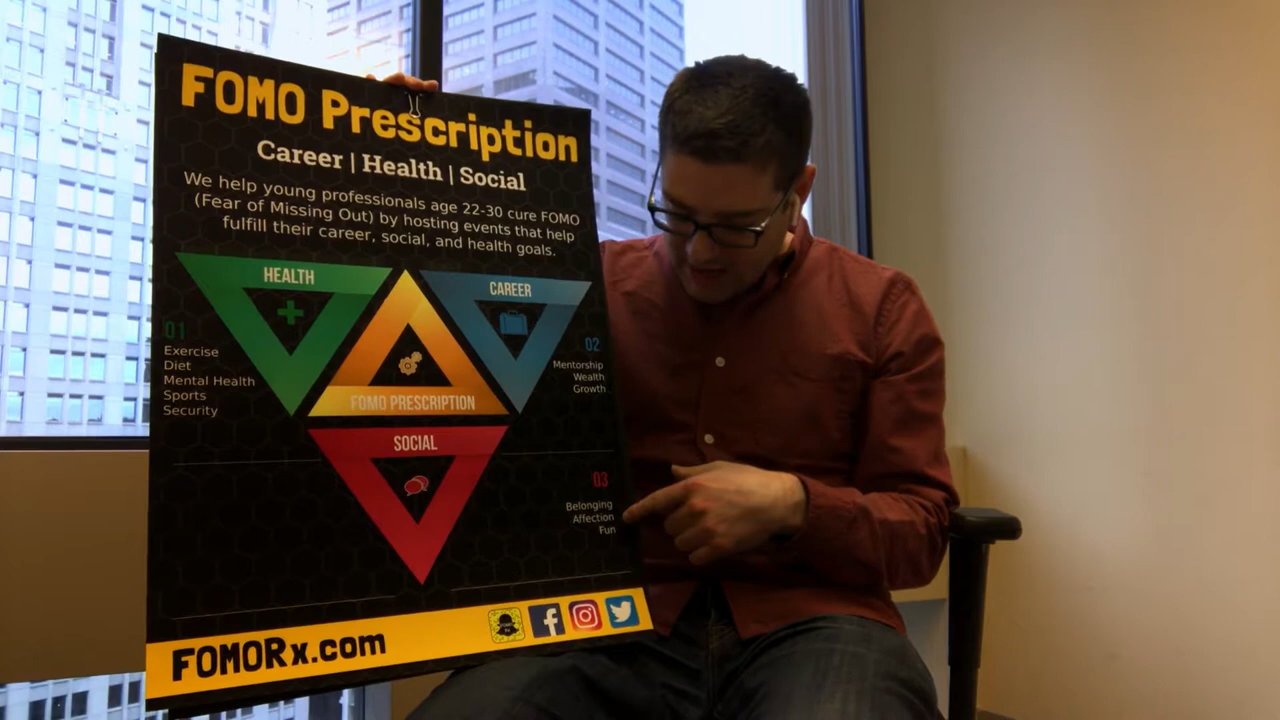 FOMO Prescription
Career | Health | Social
We help young professionals age 22-30 cure FOMO
(Fear of Missing Out) by hosting events that help
fulfill their career, social, and health goals.
HEALTH
CAREER
01
Exercise
Diet
Mental Health
Sports
Security
02
Mentorship
Wealth
Growth
FOMO PRESCRIPTION
SOCIAL
03
Belonging
Affection
Fun
FOMORx.com